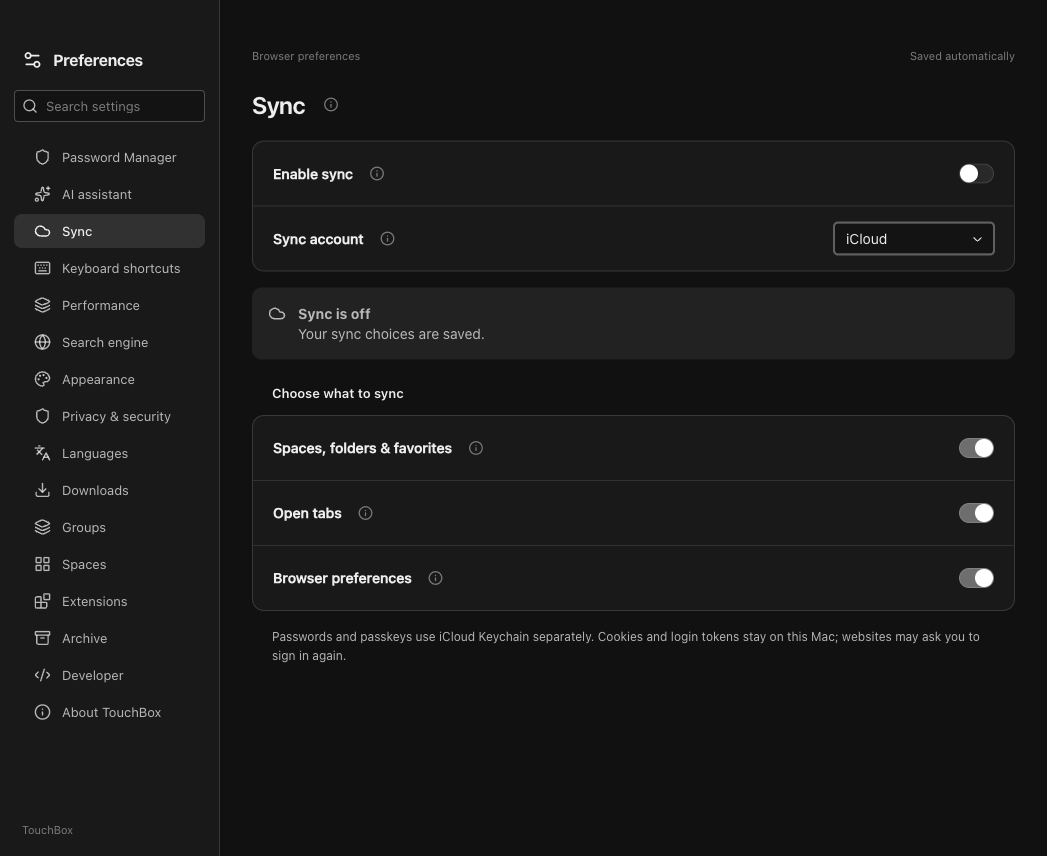 Preferences
Search settings
Password Manager
AI assistant
Sync
Keyboard shortcuts
Performance
Search engine
Appearance
Privacy & security
Languages
Downloads
Groups
Spaces
Extensions
Archive
Developer
About TouchBox
TouchBox
Browser preferences
Saved automatically
Sync
Enable sync
Sync account
iCloud
Sync is off
Your sync choices are saved.
Choose what to sync
Spaces, folders & favorites
Open tabs
Browser preferences
Passwords and passkeys use iCloud Keychain separately. Cookies and login tokens stay on this Mac; websites may ask you to
sign in again.